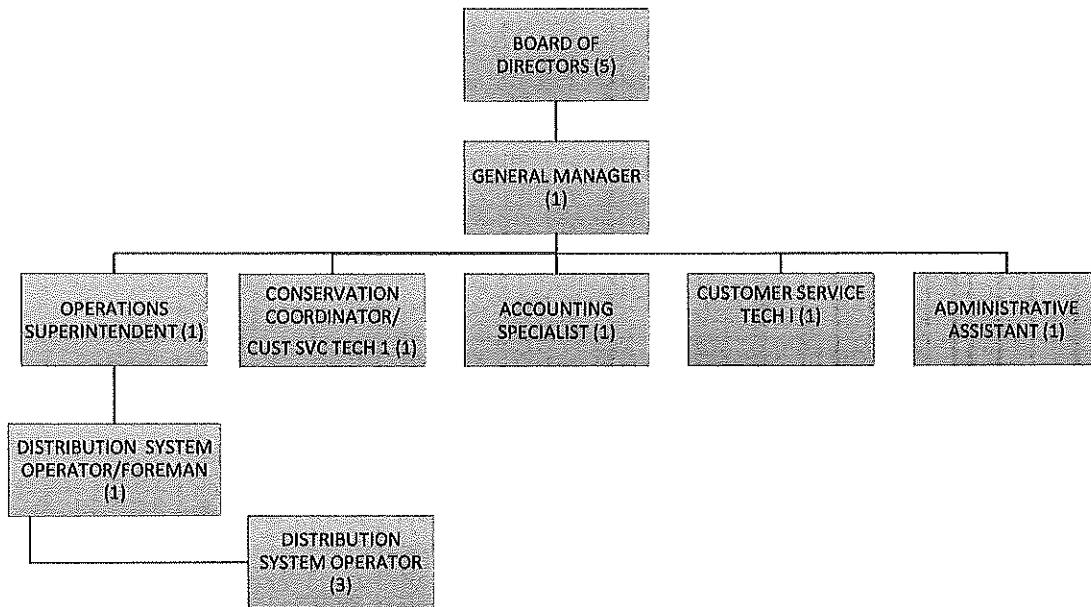 BOARD OF
DIRECTORS (5)
GENERAL MANAGER
(1)
OPERATIONS
SUPERINTENDENT (1)
CONSERVATION
COORDINATOR/
CUST SVC TECH 1 (1)
ACCOUNTING
SPECIALIST (1)
CUSTOMER SERVICE
TECH I (1)
ADMINISTRATIVE
ASSISTANT (1)
DISTRIBUTION SYSTEM
OPERATOR/FOREMAN
(1)
DISTRIBUTION
SYSTEM OPERATOR
(3)